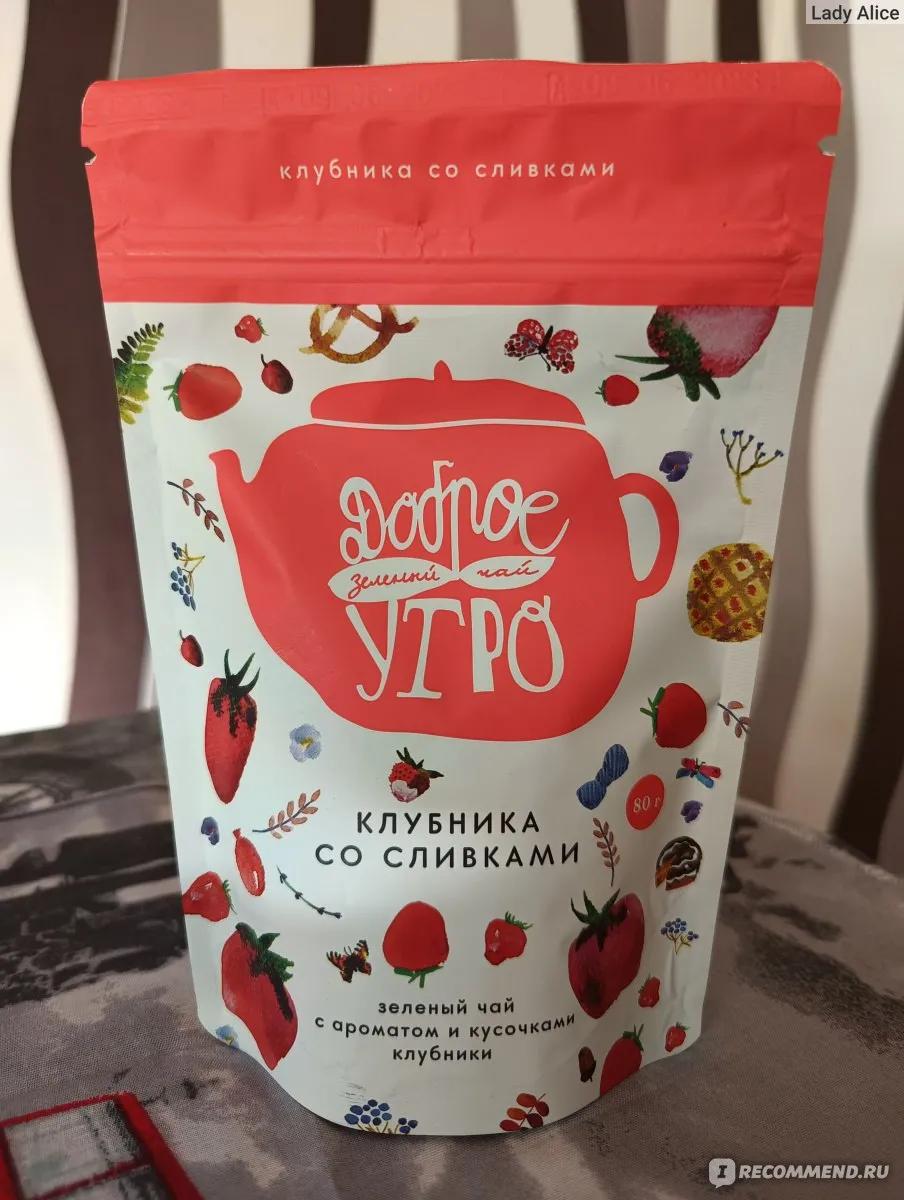 Lady Alice
клубника со сливками
Доброе
зеленый чай
УТРО
80 г
КЛУБНИКА
СО СЛИВКАМИ
зеленый чай
с ароматом и кусочками
клубники
IRECOMMEND.RU